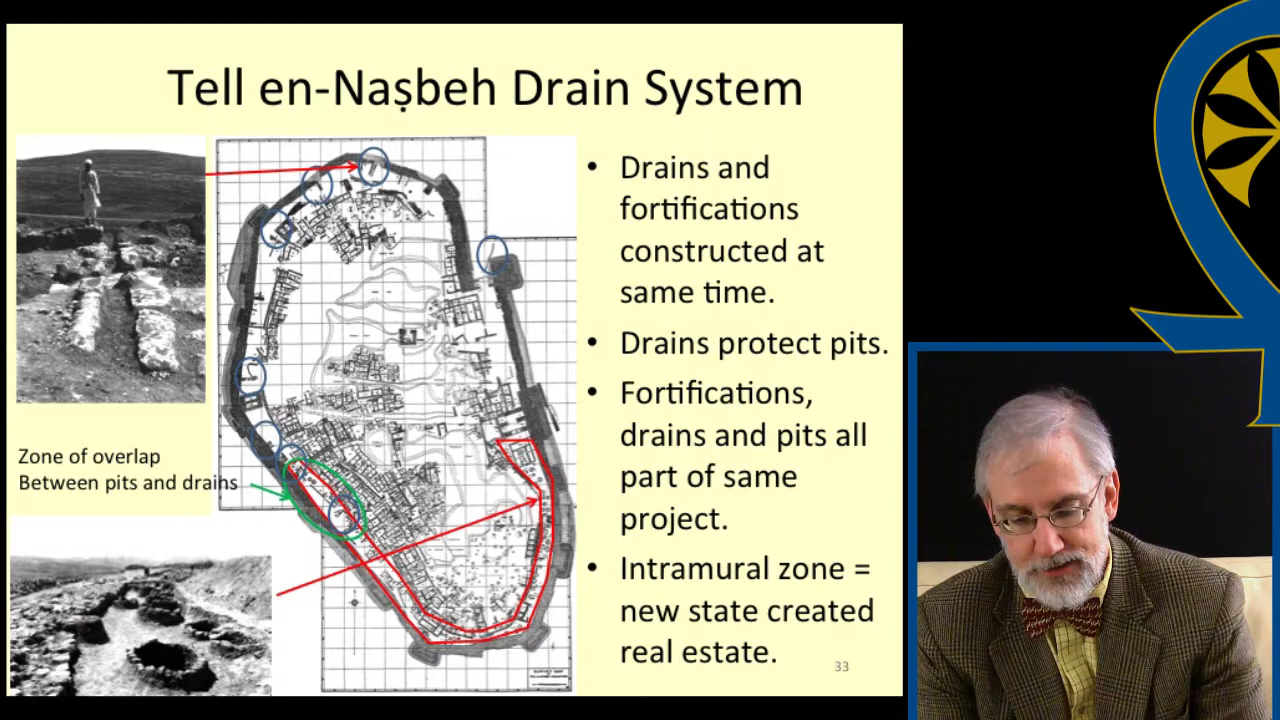 Tell en-Naṣbeh Drain System
• Drains and
fortifications
constructed at
same time.
• Drains protect pits.
• Fortifications,
drains and pits all
part of same
project.
• Intramural zone =
new state created
real estate.
Zone of overlap
Between pits and drains
33